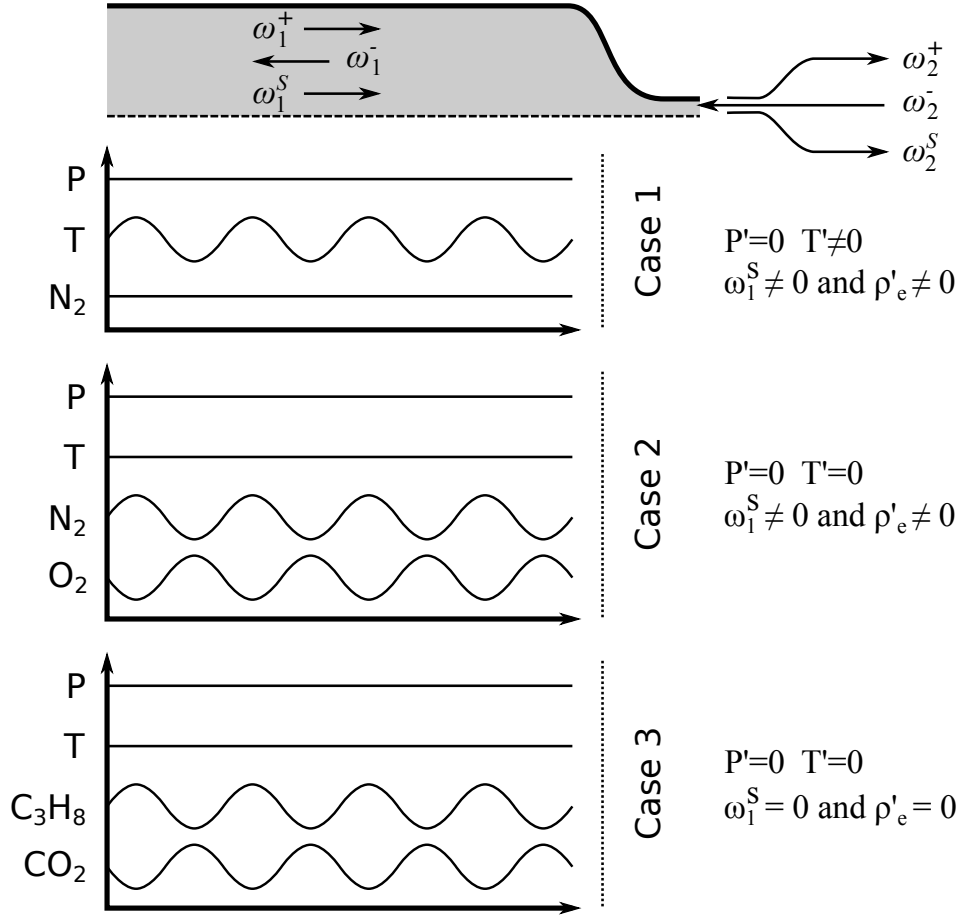 ω₁⁺
ω₁⁻
ω₁ˢ
ω₂⁺
ω₂⁻
ω₂ˢ
P
T
N₂
Case 1
P'=0 T'≠0
ω₁ˢ ≠ 0 and ρ'ₑ ≠ 0
P
T
N₂
O₂
Case 2
P'=0 T'=0
ω₁ˢ ≠ 0 and ρ'ₑ ≠ 0
P
T
C₃H₈
CO₂
Case 3
P'=0 T'=0
ω₁ˢ = 0 and ρ'ₑ = 0